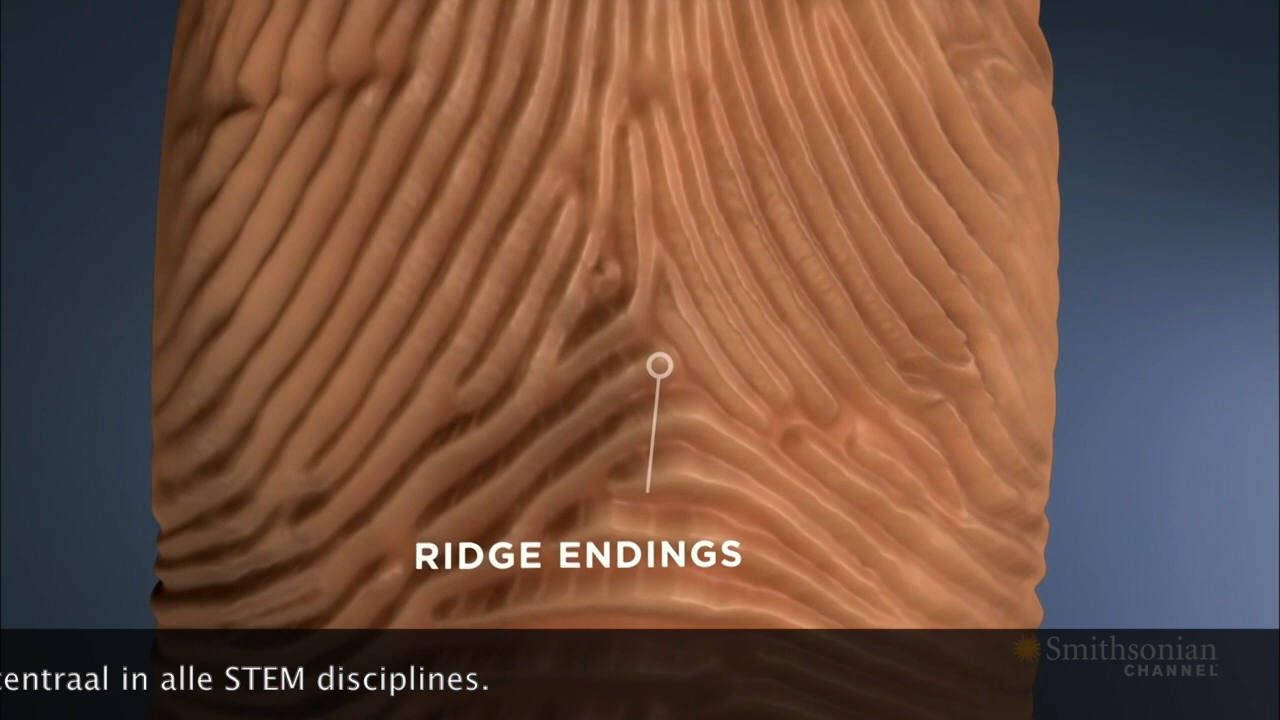 RIDGE ENDINGS
centraal in alle STEM disciplines.
Smithsonian
CHANNEL